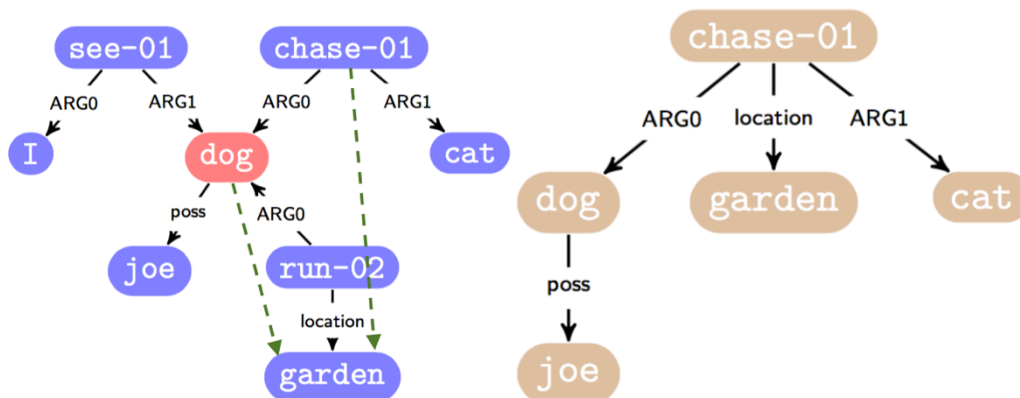 see-01 chase-01
ARG0 ARG1 ARG0 ARG1
I dog cat
poss ARG0
joe run-02
location
garden
chase-01
ARG0 location ARG1
dog garden cat
poss
joe